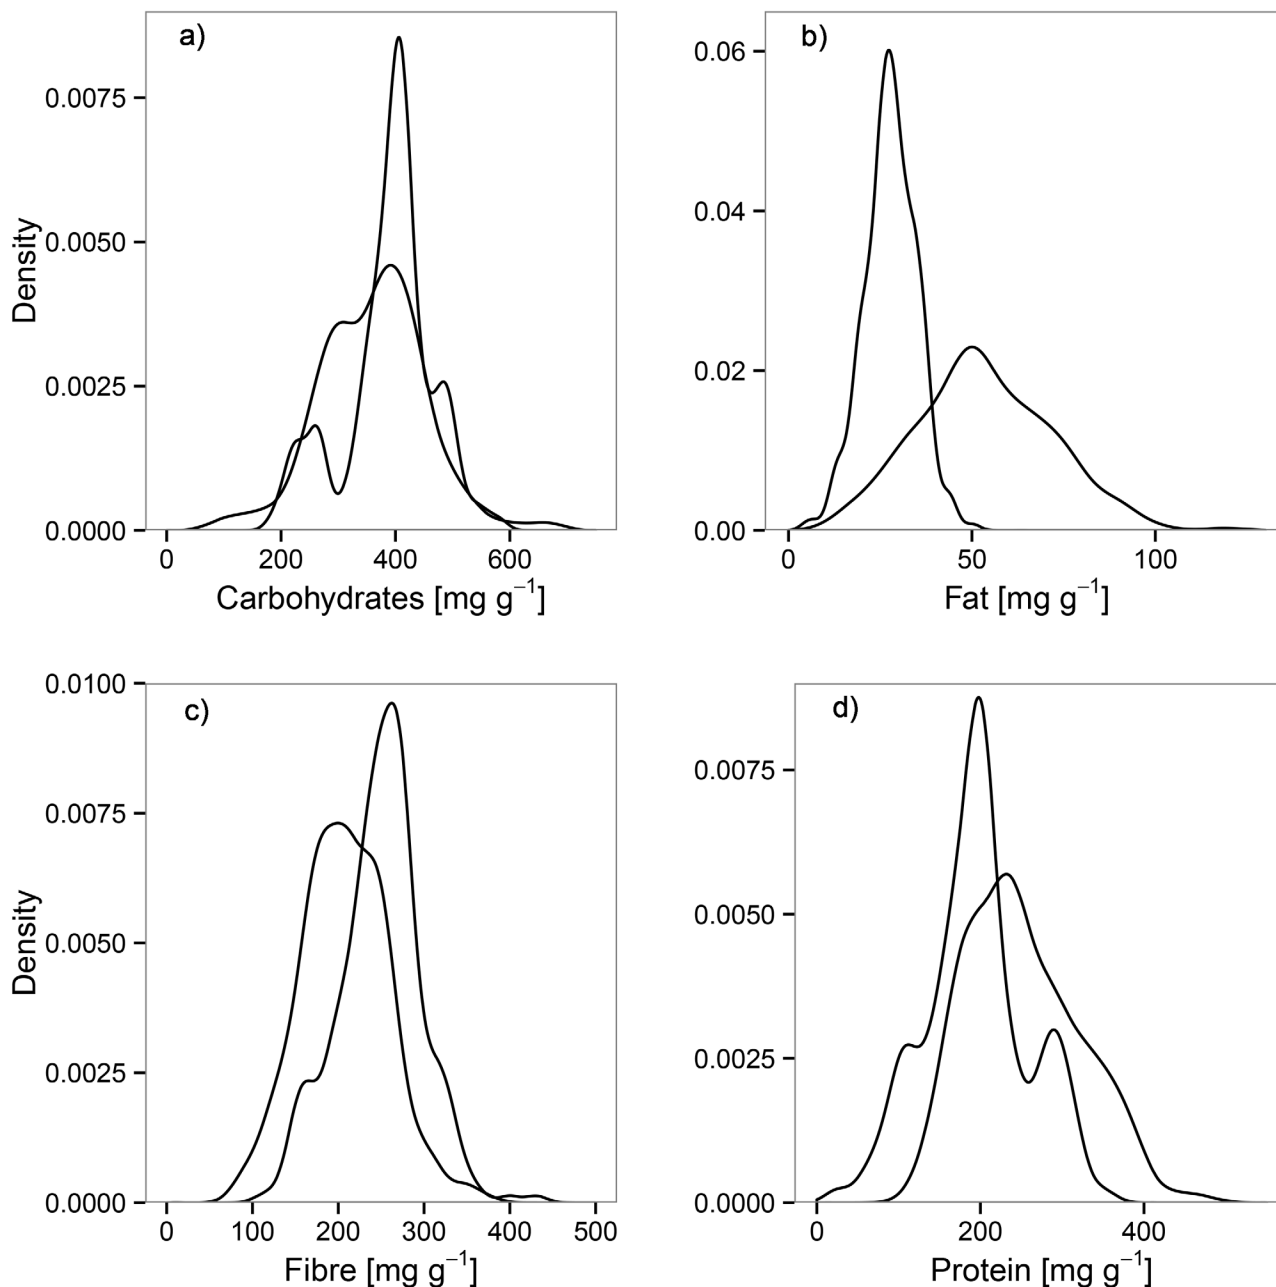 a)
0.0075
0.0050
0.0025
0.0000
Density
0 200 400 600
Carbohydrates [mg g⁻¹]
b)
0.06
0.04
0.02
0.00
0 50 100
Fat [mg g⁻¹]
c)
0.0100
0.0075
0.0050
0.0025
0.0000
Density
0 100 200 300 400 500
Fibre [mg g⁻¹]
d)
0.0075
0.0050
0.0025
0.0000
0 200 400
Protein [mg g⁻¹]